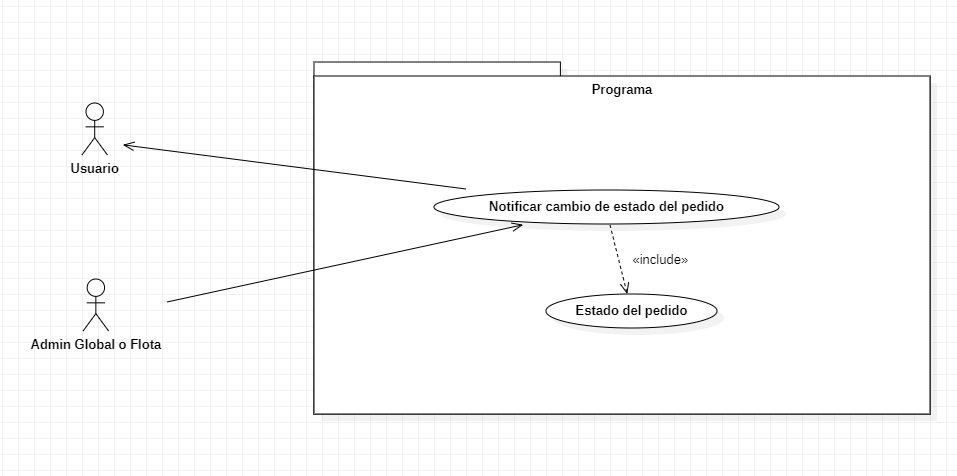 Programa
Usuario
Notificar cambio de estado del pedido
«include»
Estado del pedido
Admin Global o Flota